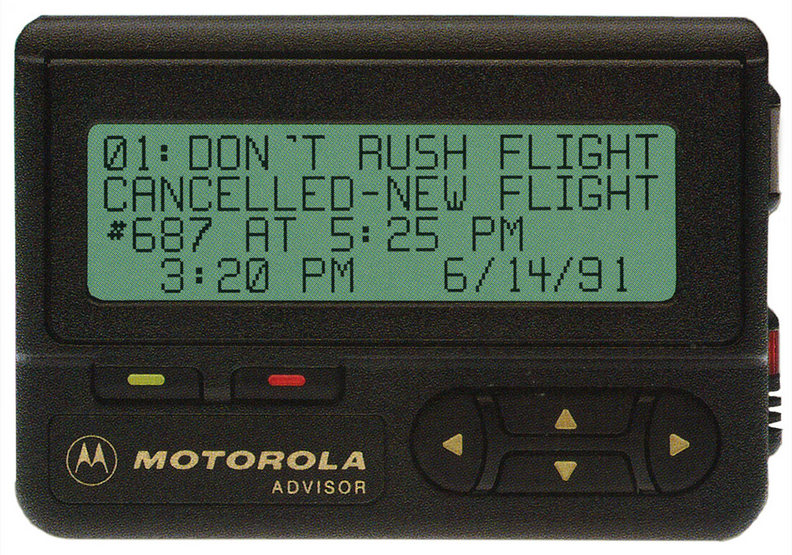 01: DON'T RUSH FLIGHT
CANCELLED-NEW FLIGHT
#687 AT 5:25 PM
3:20 PM 6/14/91
MOTOROLA
ADVISOR